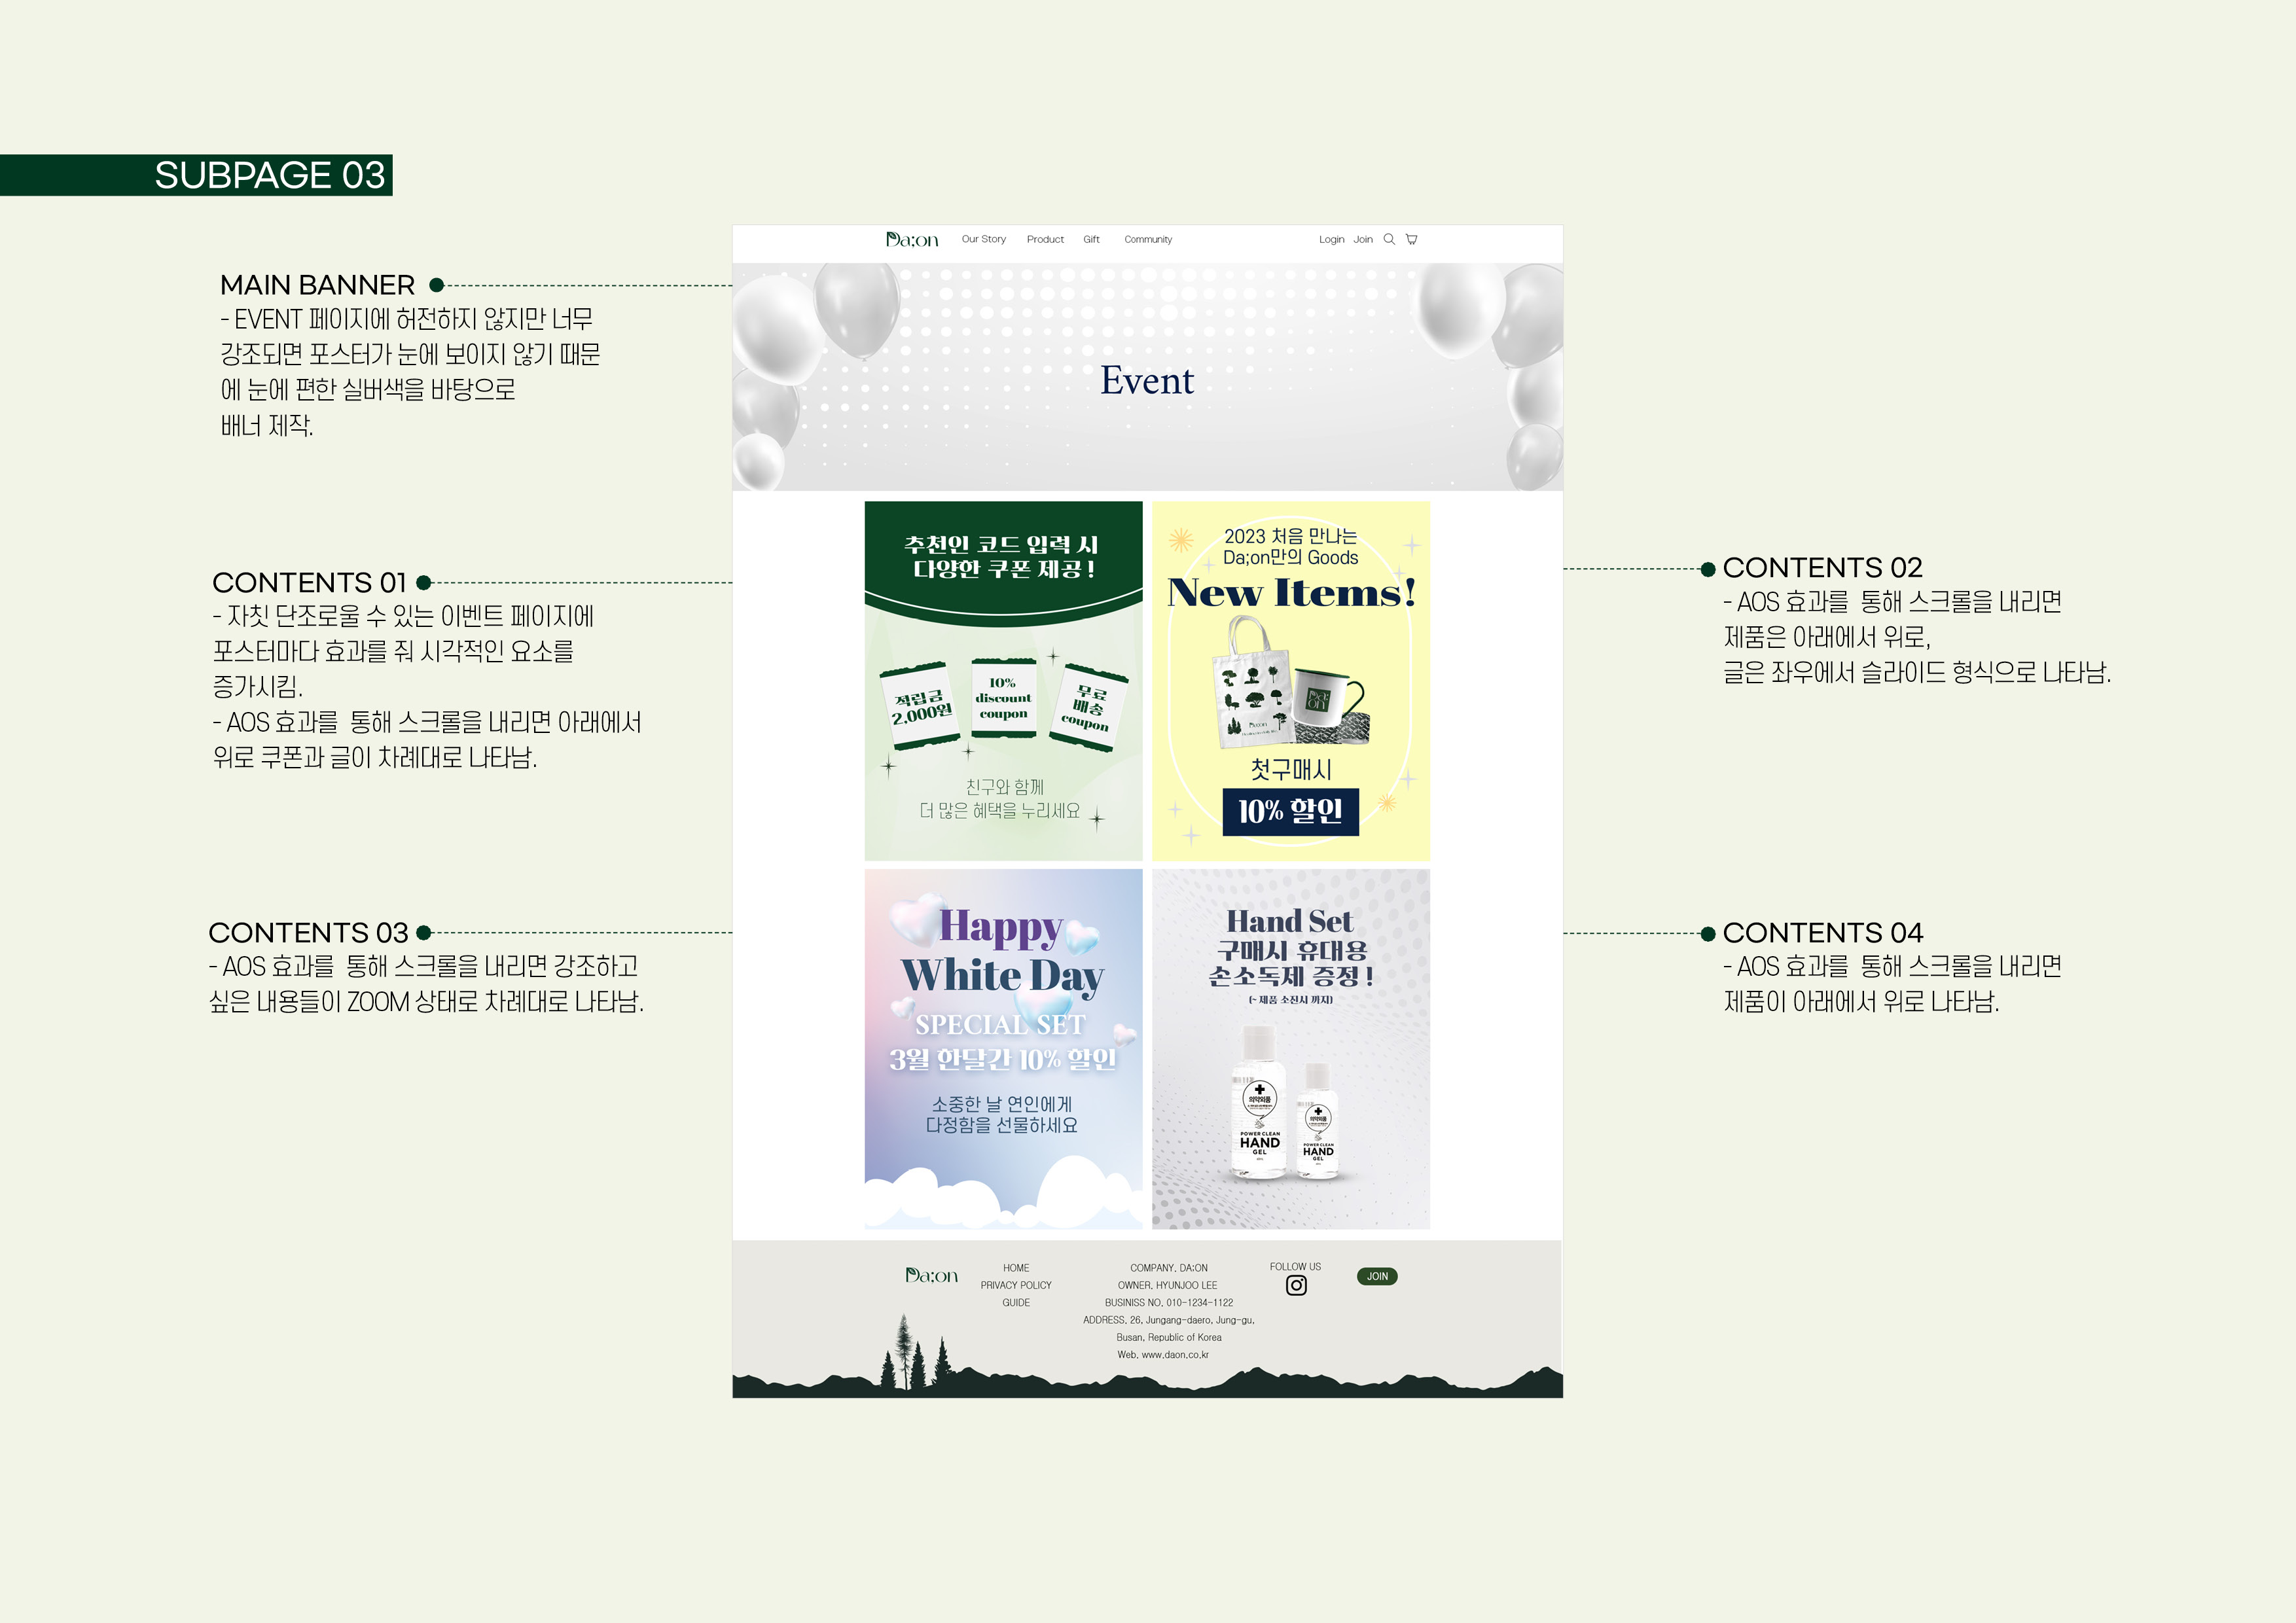 SUBPAGE 03
MAIN BANNER
- EVENT 페이지에 허전하지 않지만 너무
강조되면 포스터가 눈에 보이지 않기 때문
에 눈에 편한 실버색을 바탕으로
배너 제작.
CONTENTS 01
- 자칫 단조로울 수 있는 이벤트 페이지에
포스터마다 효과를 줘 시각적인 요소를
증가시킴.
- AOS 효과를 통해 스크롤을 내리면 아래에서
위로 쿠폰과 글이 차례대로 나타남.
CONTENTS 03
- AOS 효과를 통해 스크롤을 내리면 강조하고
싶은 내용들이 ZOOM 상태로 차례대로 나타남.
Da;on Our Story Product Gift Community Login Join
Event
추천인 코드 입력 시
다양한 쿠폰 제공 !
적립금
2,000원
10%
discount
coupon
무료
배송
coupon
친구와 함께
더 많은 혜택을 누리세요
2023 처음 만나는
Da;on만의 Goods
New Items!
Da;on
Da;
on
첫구매시
10% 할인
Happy
White Day
SPECIAL SET
3월 한달간 10% 할인
소중한 날 연인에게
다정함을 선물하세요
Hand Set
구매시 휴대용
손소독제 증정 !
(~ 제품 소진시 까지)
의약외품
POWER CLEAN
HAND
GEL
의약외품
POWER CLEAN
HAND
GEL
Da;on
HOME
PRIVACY POLICY
GUIDE
COMPANY. DA;ON
OWNER. HYUNJOO LEE
BUSINISS NO. 010-1234-1122
ADDRESS. 26, Jungang-daero, Jung-gu,
Busan, Republic of Korea
Web. www.daon.co.kr
FOLLOW US
JOIN
CONTENTS 02
- AOS 효과를 통해 스크롤을 내리면
제품은 아래에서 위로,
글은 좌우에서 슬라이드 형식으로 나타남.
CONTENTS 04
- AOS 효과를 통해 스크롤을 내리면
제품이 아래에서 위로 나타남.